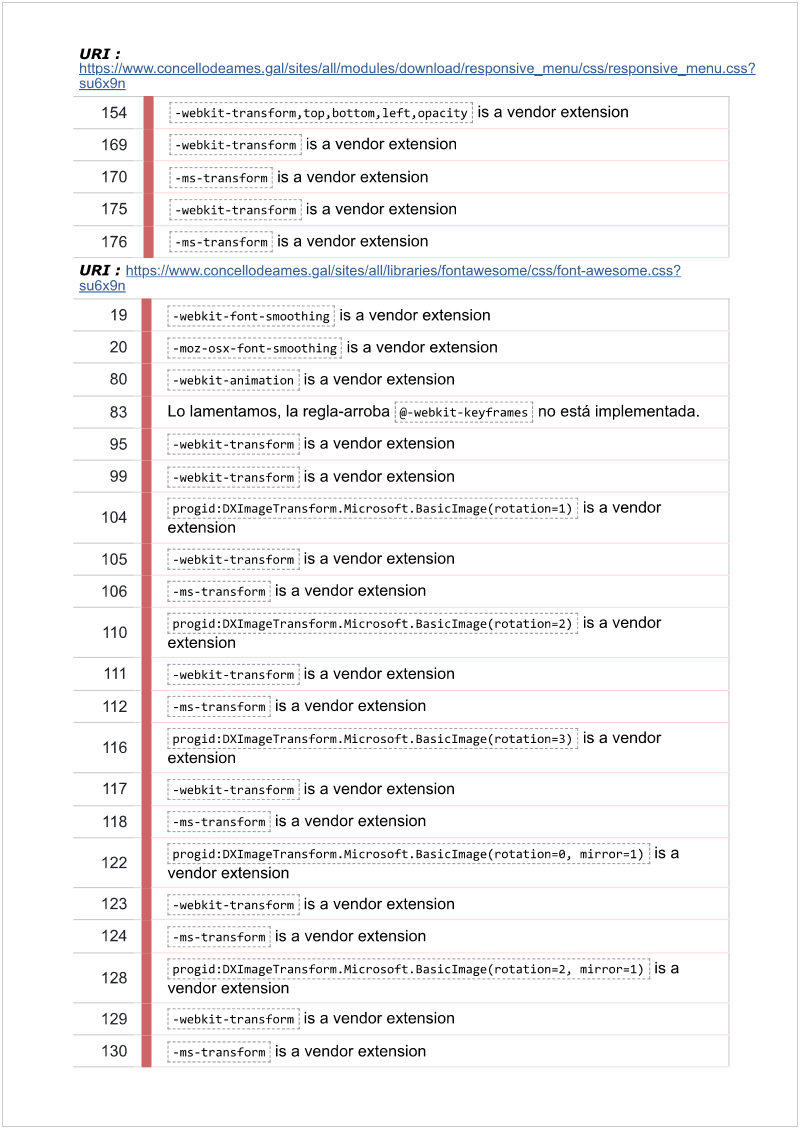 URI :
https://www.concellodeames.gal/sites/all/modules/download/responsive_menu/css/responsive_menu.css?
su6x9n
154 -webkit-transform,top,bottom,left,opacity is a vendor extension
169 -webkit-transform is a vendor extension
170 -ms-transform is a vendor extension
175 -webkit-transform is a vendor extension
176 -ms-transform is a vendor extension
URI : https://www.concellodeames.gal/sites/all/libraries/fontawesome/css/font-awesome.css?
su6x9n
19 -webkit-font-smoothing is a vendor extension
20 -moz-osx-font-smoothing is a vendor extension
80 -webkit-animation is a vendor extension
83 Lo lamentamos, la regla-arroba @-webkit-keyframes no está implementada.
95 -webkit-transform is a vendor extension
99 -webkit-transform is a vendor extension
104 progid:DXImageTransform.Microsoft.BasicImage(rotation=1) is a vendor
extension
105 -webkit-transform is a vendor extension
106 -ms-transform is a vendor extension
110 progid:DXImageTransform.Microsoft.BasicImage(rotation=2) is a vendor
extension
111 -webkit-transform is a vendor extension
112 -ms-transform is a vendor extension
116 progid:DXImageTransform.Microsoft.BasicImage(rotation=3) is a vendor
extension
117 -webkit-transform is a vendor extension
118 -ms-transform is a vendor extension
122 progid:DXImageTransform.Microsoft.BasicImage(rotation=0, mirror=1) is a
vendor extension
123 -webkit-transform is a vendor extension
124 -ms-transform is a vendor extension
128 progid:DXImageTransform.Microsoft.BasicImage(rotation=2, mirror=1) is a
vendor extension
129 -webkit-transform is a vendor extension
130 -ms-transform is a vendor extension